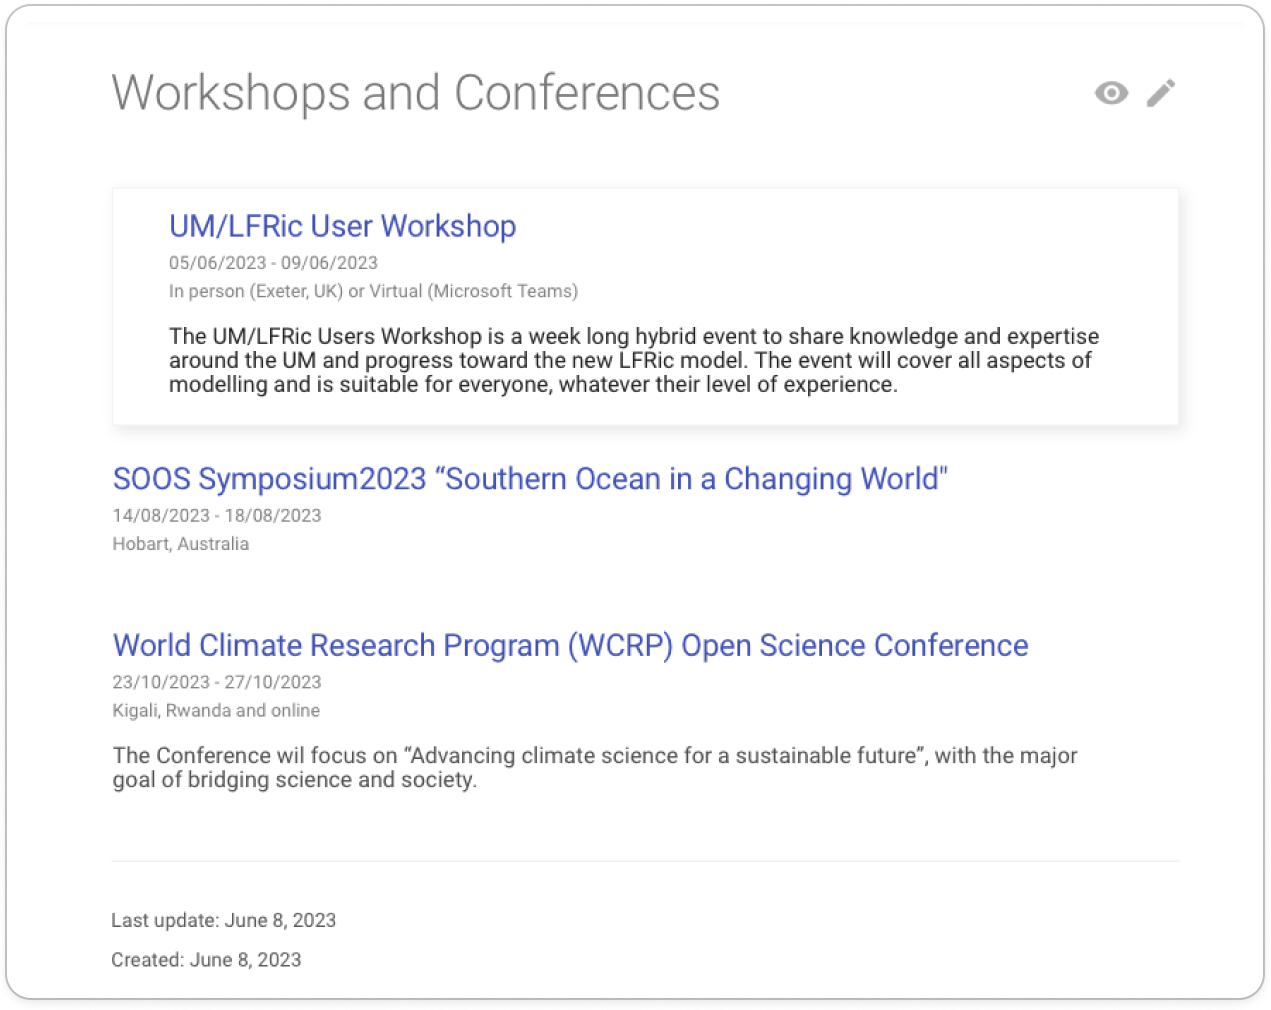 Workshops and Conferences
UM/LFRic User Workshop
05/06/2023 - 09/06/2023
In person (Exeter, UK) or Virtual (Microsoft Teams)
The UM/LFRic Users Workshop is a week long hybrid event to share knowledge and expertise
around the UM and progress toward the new LFRic model. The event will cover all aspects of
modelling and is suitable for everyone, whatever their level of experience.
SOOS Symposium2023 “Southern Ocean in a Changing World"
14/08/2023 - 18/08/2023
Hobart, Australia
World Climate Research Program (WCRP) Open Science Conference
23/10/2023 - 27/10/2023
Kigali, Rwanda and online
The Conference wil focus on “Advancing climate science for a sustainable future”, with the major
goal of bridging science and society.
Last update: June 8, 2023
Created: June 8, 2023